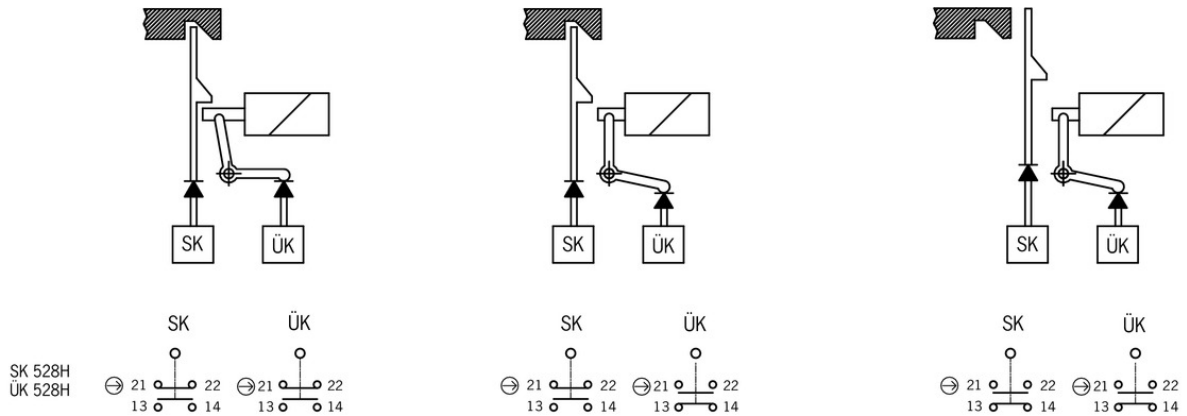 SK ÜK SK ÜK SK ÜK
SK ÜK SK ÜK SK ÜK
SK 528H
ÜK 528H
21 22 21 22 21 22 21 22 21 22 21 22
13 14 13 14 13 14 13 14 13 14 13 14